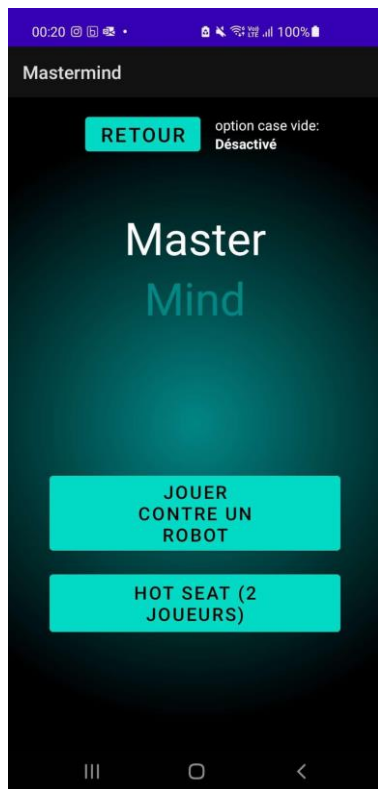 00:20 100%
Mastermind
RETOUR
option case vide:
Désactivé
Master
Mind
JOUER
CONTRE UN
ROBOT
HOT SEAT (2
JOUEURS)